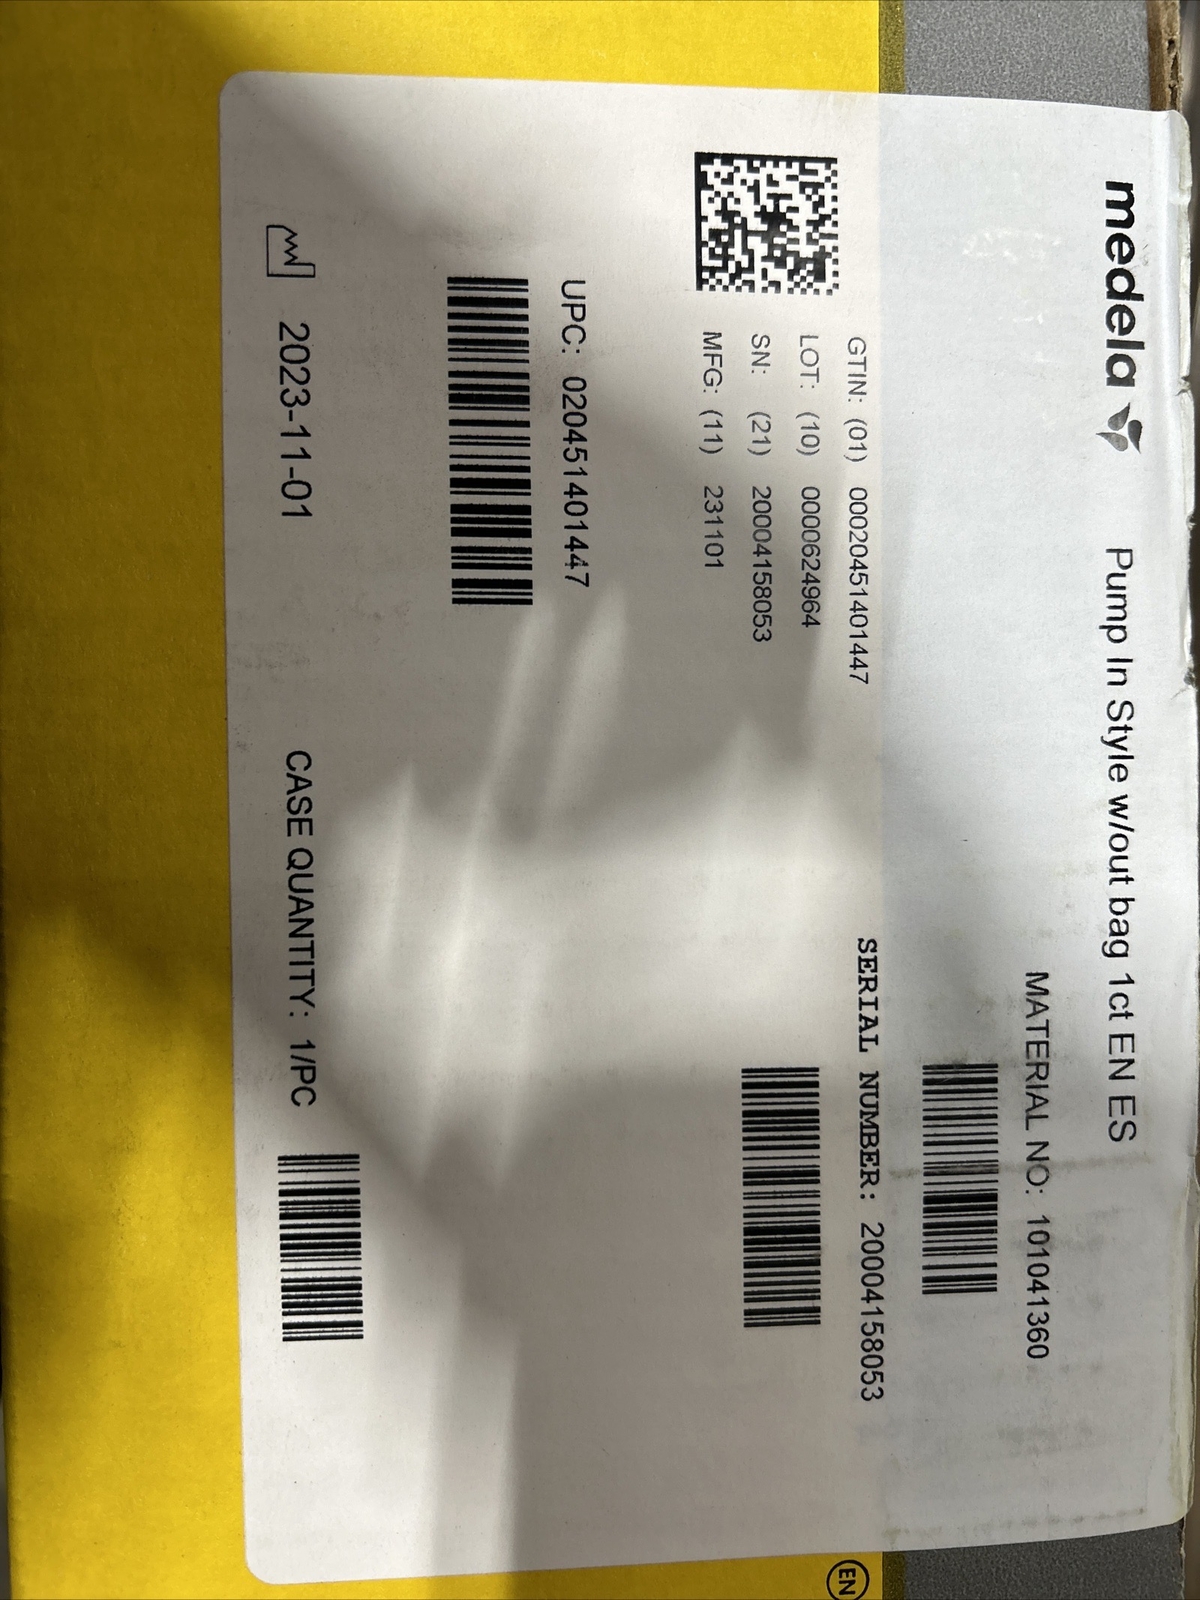 medela Pump In Style w/out bag 1ct EN ES
MATERIAL NO: 101041360
GTIN: (01) 00020451401447
LOT: (10) 0000624964
SN: (21) 20004158053
MFG: (11) 231101
SERIAL NUMBER: 20004158053
UPC: 020451401447
2023-11-01
CASE QUANTITY: 1/PC
EN